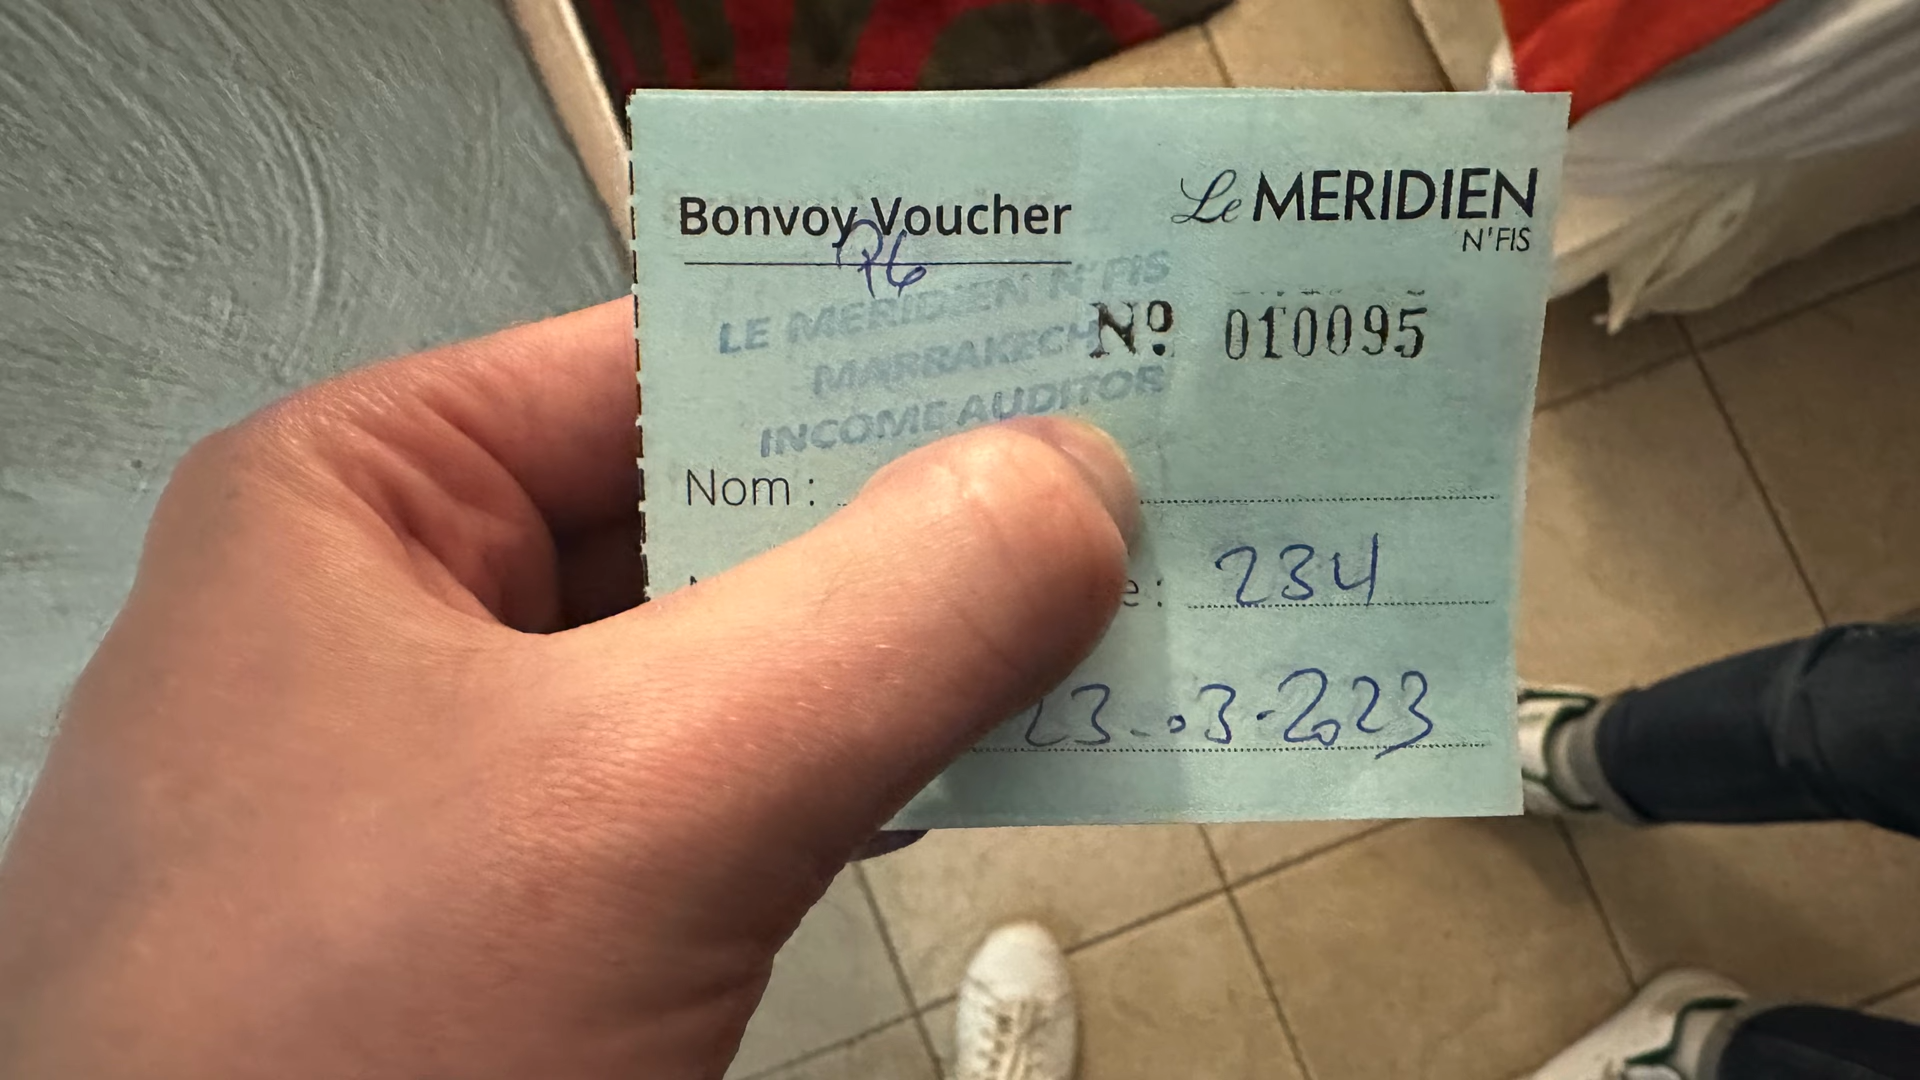 Bonvoy Voucher
Le MERIDIEN
N'FIS
P6
LE MERIDIEN N'FIS
MARRAKECH
INCOME AUDITOR
Nº 010095
Nom :
e : 234
23-03-2023